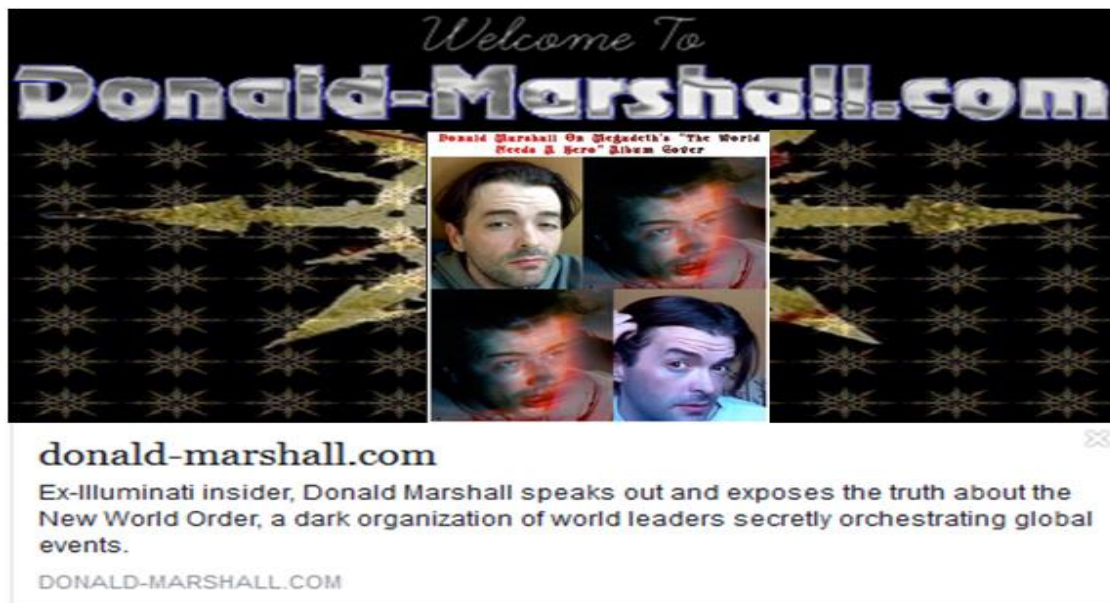 Welcome To
Donald-Marshall.com
Donald Marshall On Megadeth's "The World
Needs A Hero" Album Cover
donald-marshall.com
Ex-Illuminati insider, Donald Marshall speaks out and exposes the truth about the
New World Order, a dark organization of world leaders secretly orchestrating global
events.
DONALD-MARSHALL.COM